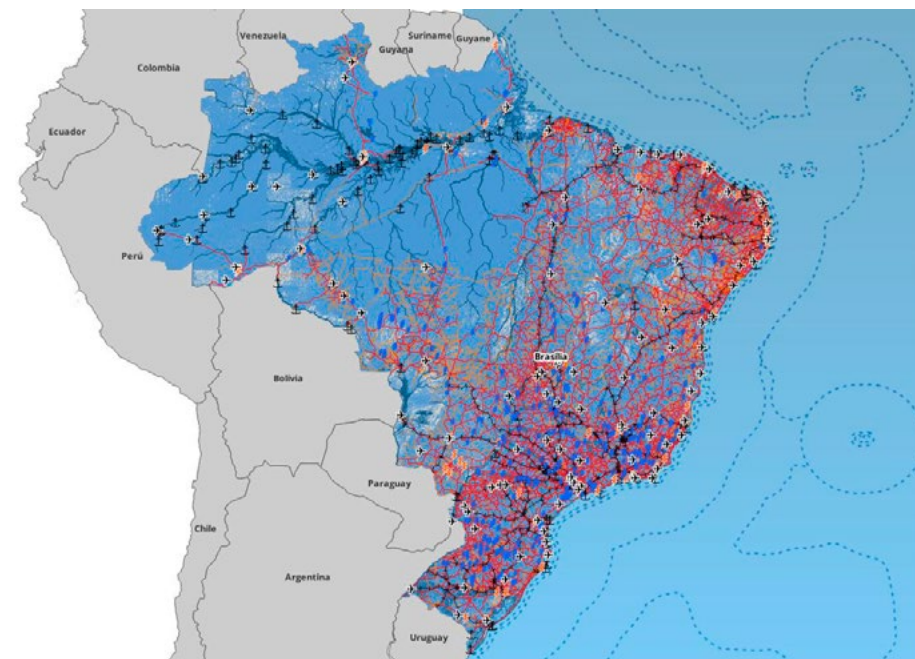 Venezuela
Suriname
Guyane
Guyana
Colombia
Ecuador
Perú
Brasília
Bolivia
Paraguay
Chile
Argentina
Uruguay